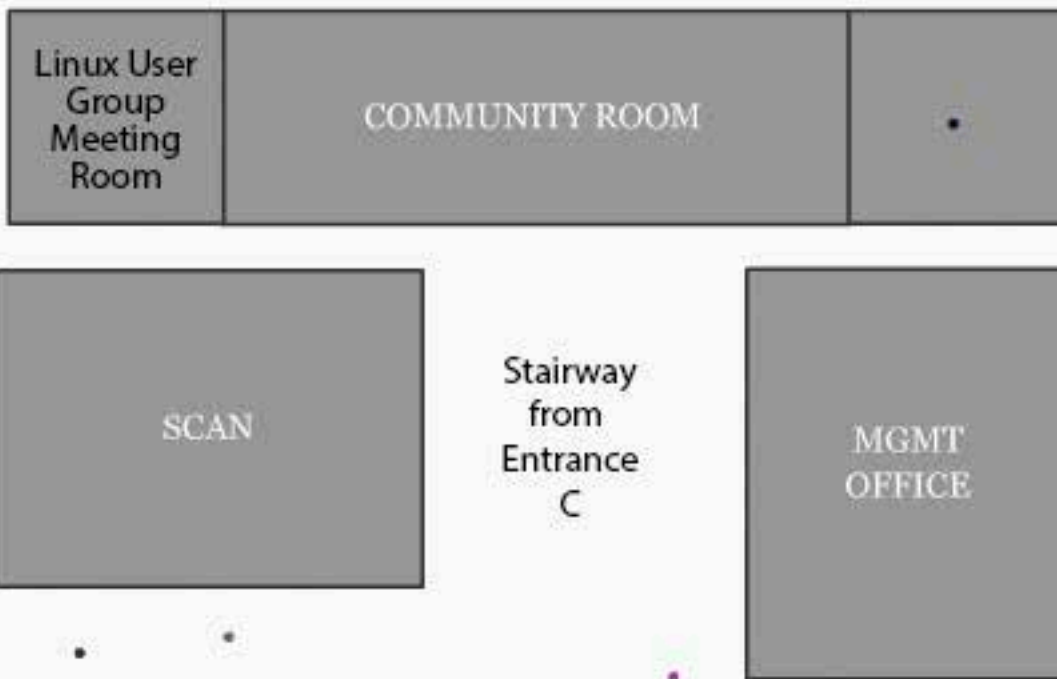 Linux User
Group
Meeting
Room
COMMUNITY ROOM
SCAN
Stairway
from
Entrance
C
MGMT
OFFICE